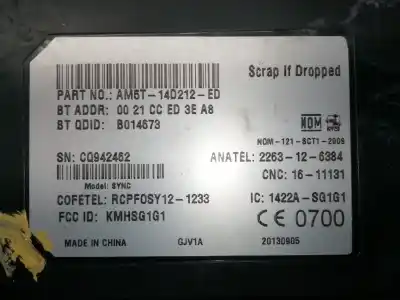 Scrap If Dropped
PART NO.: AM5T-14D212-ED
BT ADDR: 00 21 CC ED 3E A8
BT QDID: B014673
NOM
NOM-121-SCT1-2009
SN: CQ942462
ANATEL: 2263-12-6384
CNC: 16-11131
Model: SYNC
COFETEL: RCPFOSY12-1233
IC: 1422A-SG1G1
FCC ID: KMHSG1G1
CE 0700
MADE IN CHINA
GJV1A
20130905